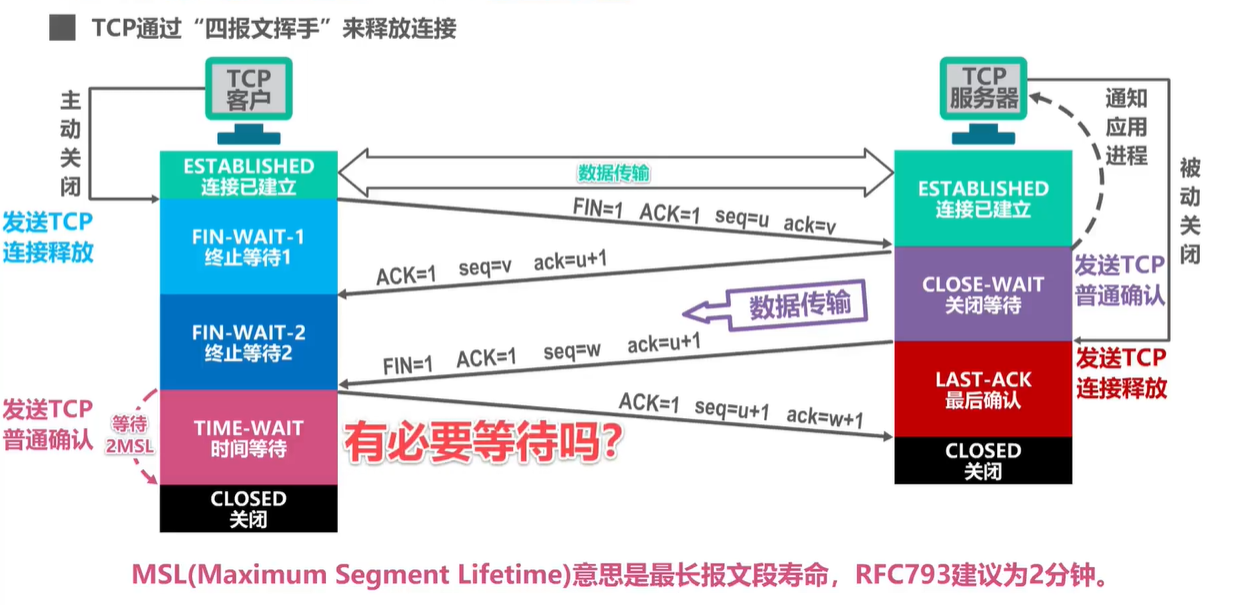 TCP通过“四报文挥手”来释放连接
TCP
客户
TCP
服务器
主
动
关
闭
通知
应用
进程
被
动
关
闭
ESTABLISHED
连接已建立
数据传输
ESTABLISHED
连接已建立
发送TCP
连接释放
FIN=1 ACK=1 seq=u ack=v
FIN-WAIT-1
终止等待1
ACK=1 seq=v ack=u+1
CLOSE-WAIT
关闭等待
发送TCP
普通确认
数据传输
FIN-WAIT-2
终止等待2
FIN=1 ACK=1 seq=w ack=u+1
发送TCP
连接释放
LAST-ACK
最后确认
ACK=1 seq=u+1 ack=w+1
发送TCP
普通确认
等待
2MSL
TIME-WAIT
时间等待
有必要等待吗？
CLOSED
关闭
CLOSED
关闭
MSL(Maximum Segment Lifetime)意思是最长报文段寿命，RFC793建议为2分钟。